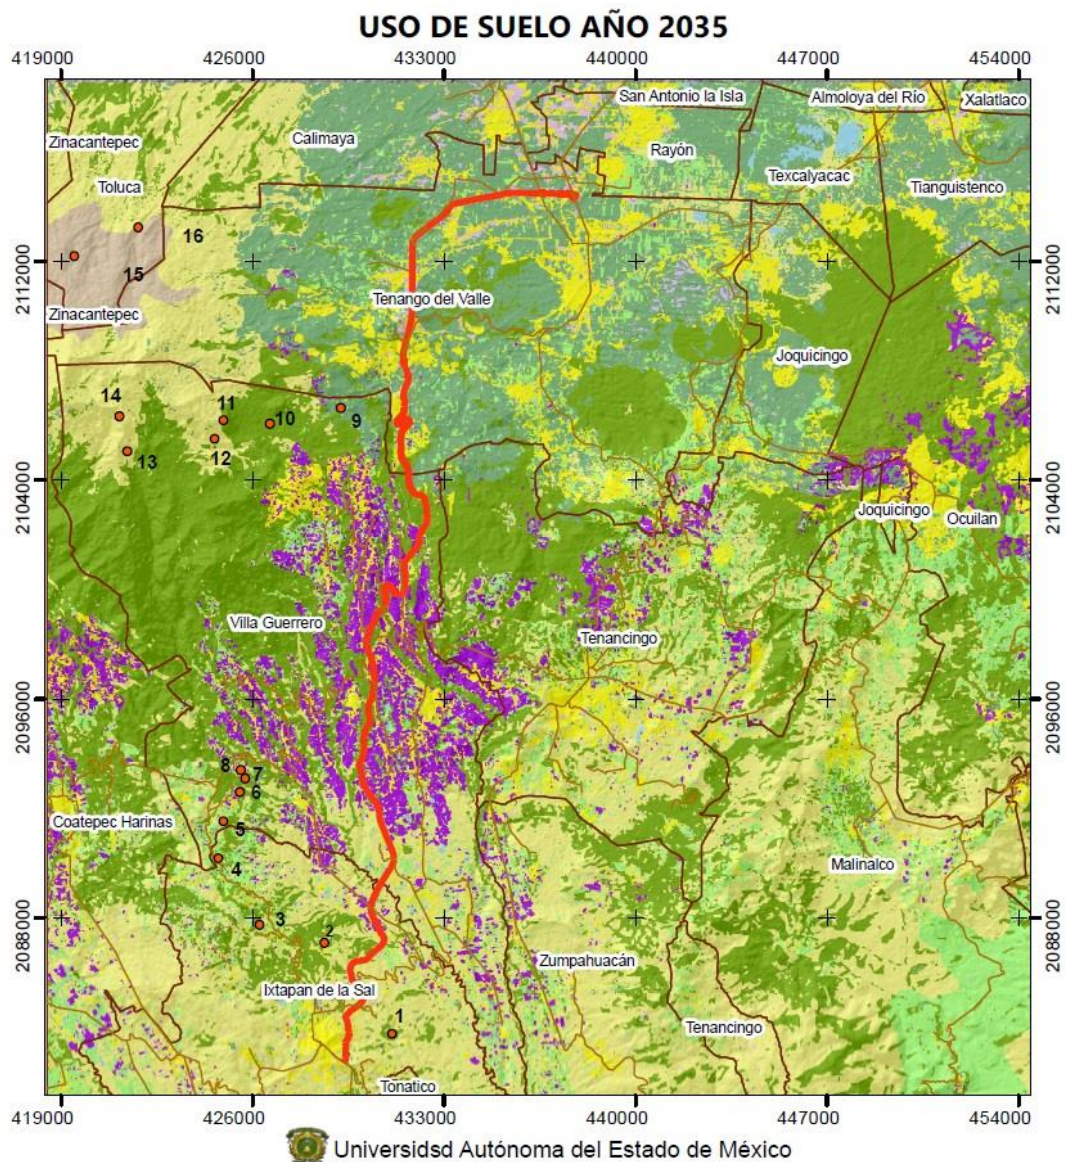 USO DE SUELO AÑO 2035
419000 426000 433000 440000 447000 454000
San Antonio la Isla Almoloya del Río Xalatlaco
Zinacantepec Calimaya
Rayón
Toluca Texcalyacac Tianguistenco
16
15
2112000 2112000
Zinacantepec Tenango del Valle
Joquicingo
14 11 10 9
12
13
2104000 2104000
Joquicingo Ocuilan
Villa Guerrero Tenancingo
2096000 2096000
8 7
6
Coatepec Harinas 5
4 Malinalco
3 2
2088000 2088000
Zumpahuacán
Ixtapan de la Sal
1 Tenancingo
Tonatico
419000 426000 433000 440000 447000 454000
Universidsd Autónoma del Estado de México